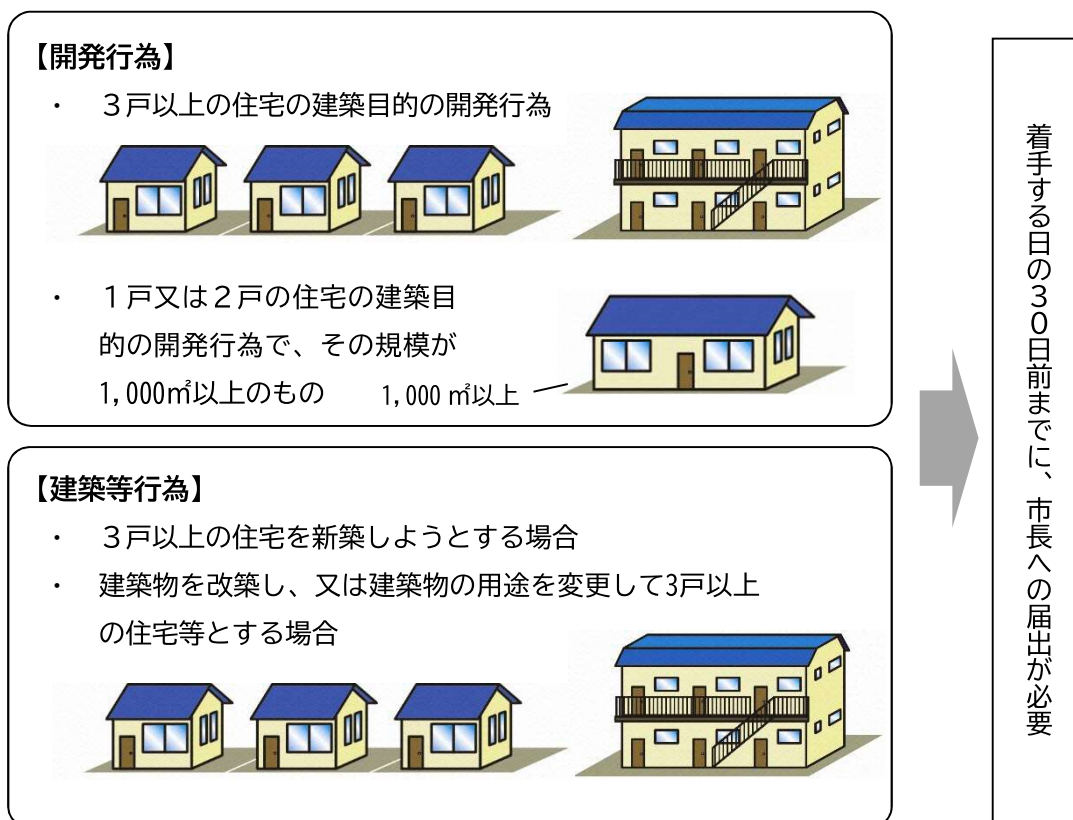 【開発行為】
・ ３戸以上の住宅の建築目的の開発行為
・ １戸又は２戸の住宅の建築目
的の開発行為で、その規模が
1,000㎡以上のもの
1,000 ㎡以上
【建築等行為】
・ ３戸以上の住宅を新築しようとする場合
・ 建築物を改築し、又は建築物の用途を変更して3戸以上
の住宅等とする場合
着手する日の３０日前までに、市長への届出が必要